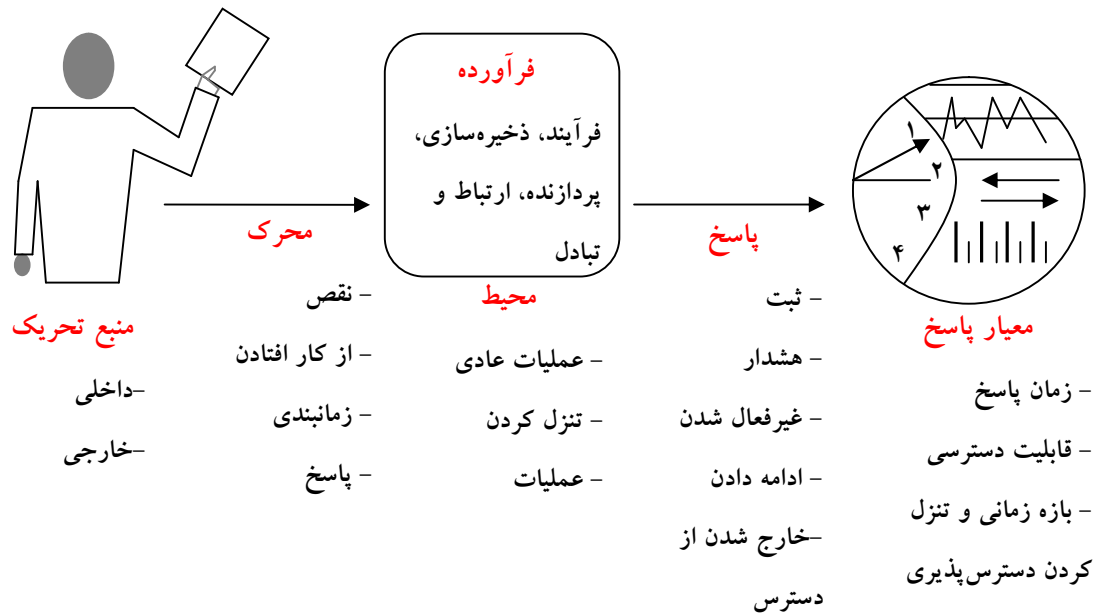 منبع تحریک
–داخلی
–خارجی
محرک
– نقص
– از کار افتادن
– زمانبندی
– پاسخ
فرآورده
فرآیند، ذخیره‌سازی،
پردازنده، ارتباط و
تبادل
محیط
– عملیات عادی
– تنزل کردن
– عملیات
پاسخ
– ثبت
– هشدار
– غیرفعال شدن
– ادامه دادن
–خارج شدن از
دسترس
۱
۲
۳
۴
معیار پاسخ
– زمان پاسخ
– قابلیت دسترسی
– بازه زمانی و تنزل
کردن دسترس‌پذیری